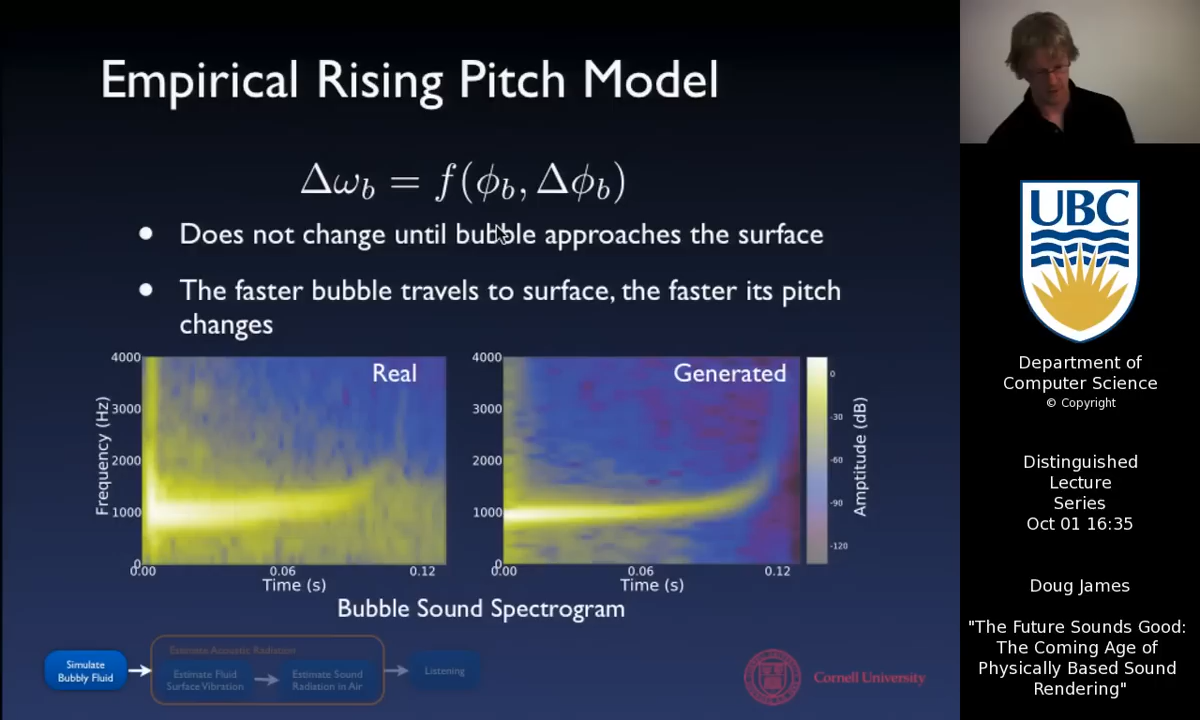 Empirical Rising Pitch Model
Δω_b = f(φ_b, Δφ_b)
• Does not change until bubble approaches the surface
• The faster bubble travels to surface, the faster its pitch
changes
Real
Frequency (Hz)
4000
3000
2000
1000
0
0.00
0.06
0.12
Time (s)
Generated
4000
3000
2000
1000
0
0.00
0.06
0.12
Time (s)
0
-30
-60
-90
-120
Amplitude (dB)
Bubble Sound Spectrogram
Simulate
Bubbly Fluid
Estimate Acoustic Radiation
Estimate Fluid
Surface Vibration
Estimate Sound
Radiation in Air
Listening
Cornell University
UBC
Department of
Computer Science
© Copyright
Distinguished
Lecture
Series
Oct 01 16:35
Doug James
"The Future Sounds Good:
The Coming Age of
Physically Based Sound
Rendering"